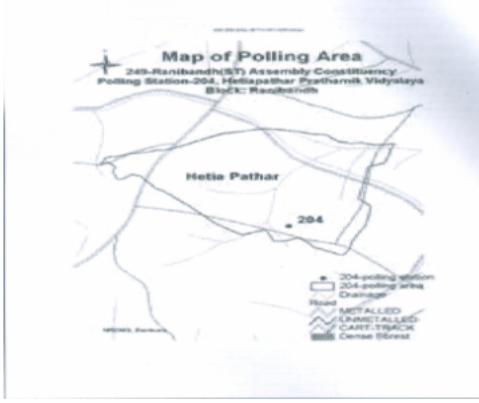 Map of Polling Area
249-Ranibandh(ST) Assembly Constituency
Polling Station-204, Hetiapathar Prathamik Vidyalaya
Block: Ranibandh
Hetia Pathar
204
204-polling station
204-polling area
Drainage
Road
METALLED
UNMETALLED
CART-TRACK
Dense forest